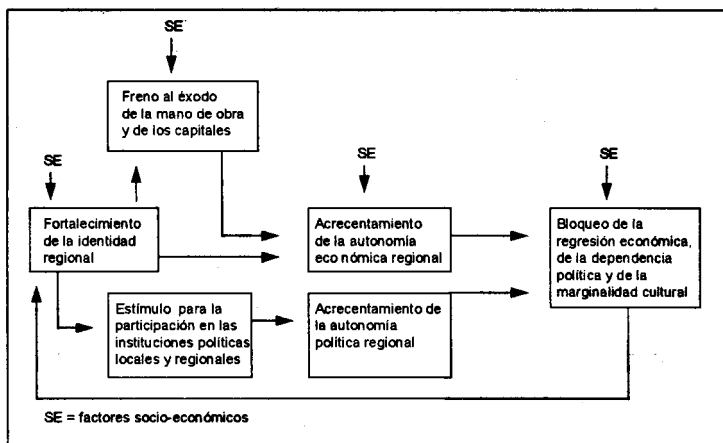 SE
Freno al éxodo
de la mano de obra
y de los capitales
SE
Fortalecimiento
de la identidad
regional
SE
Acrecentamiento
de la autonomía
económica regional
SE
Bloqueo de la
regresión económica,
de la dependencia
política y de la
marginalidad cultural
Estímulo para la
participación en las
instituciones políticas
locales y regionales
Acrecentamiento de
la autonomía
política regional
SE = factores socio-económicos